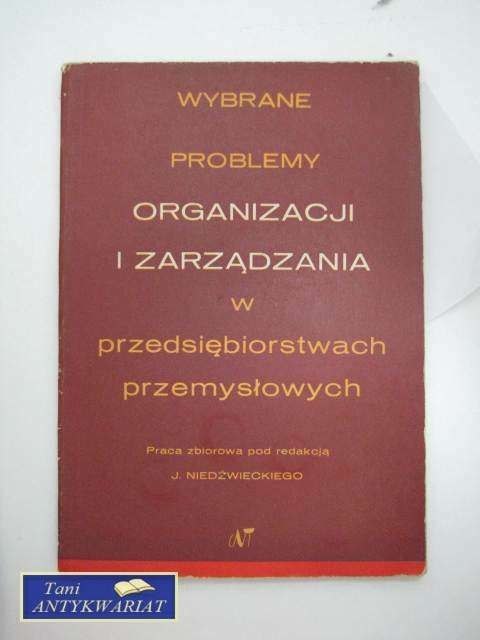 WYBRANE
PROBLEMY
ORGANIZACJI
I ZARZĄDZANIA
w
przedsiębiorstwach
przemysłowych
Praca zbiorowa pod redakcją
J. NIEDŹWIECKIEGO
Tani
ANTYKWARIAT